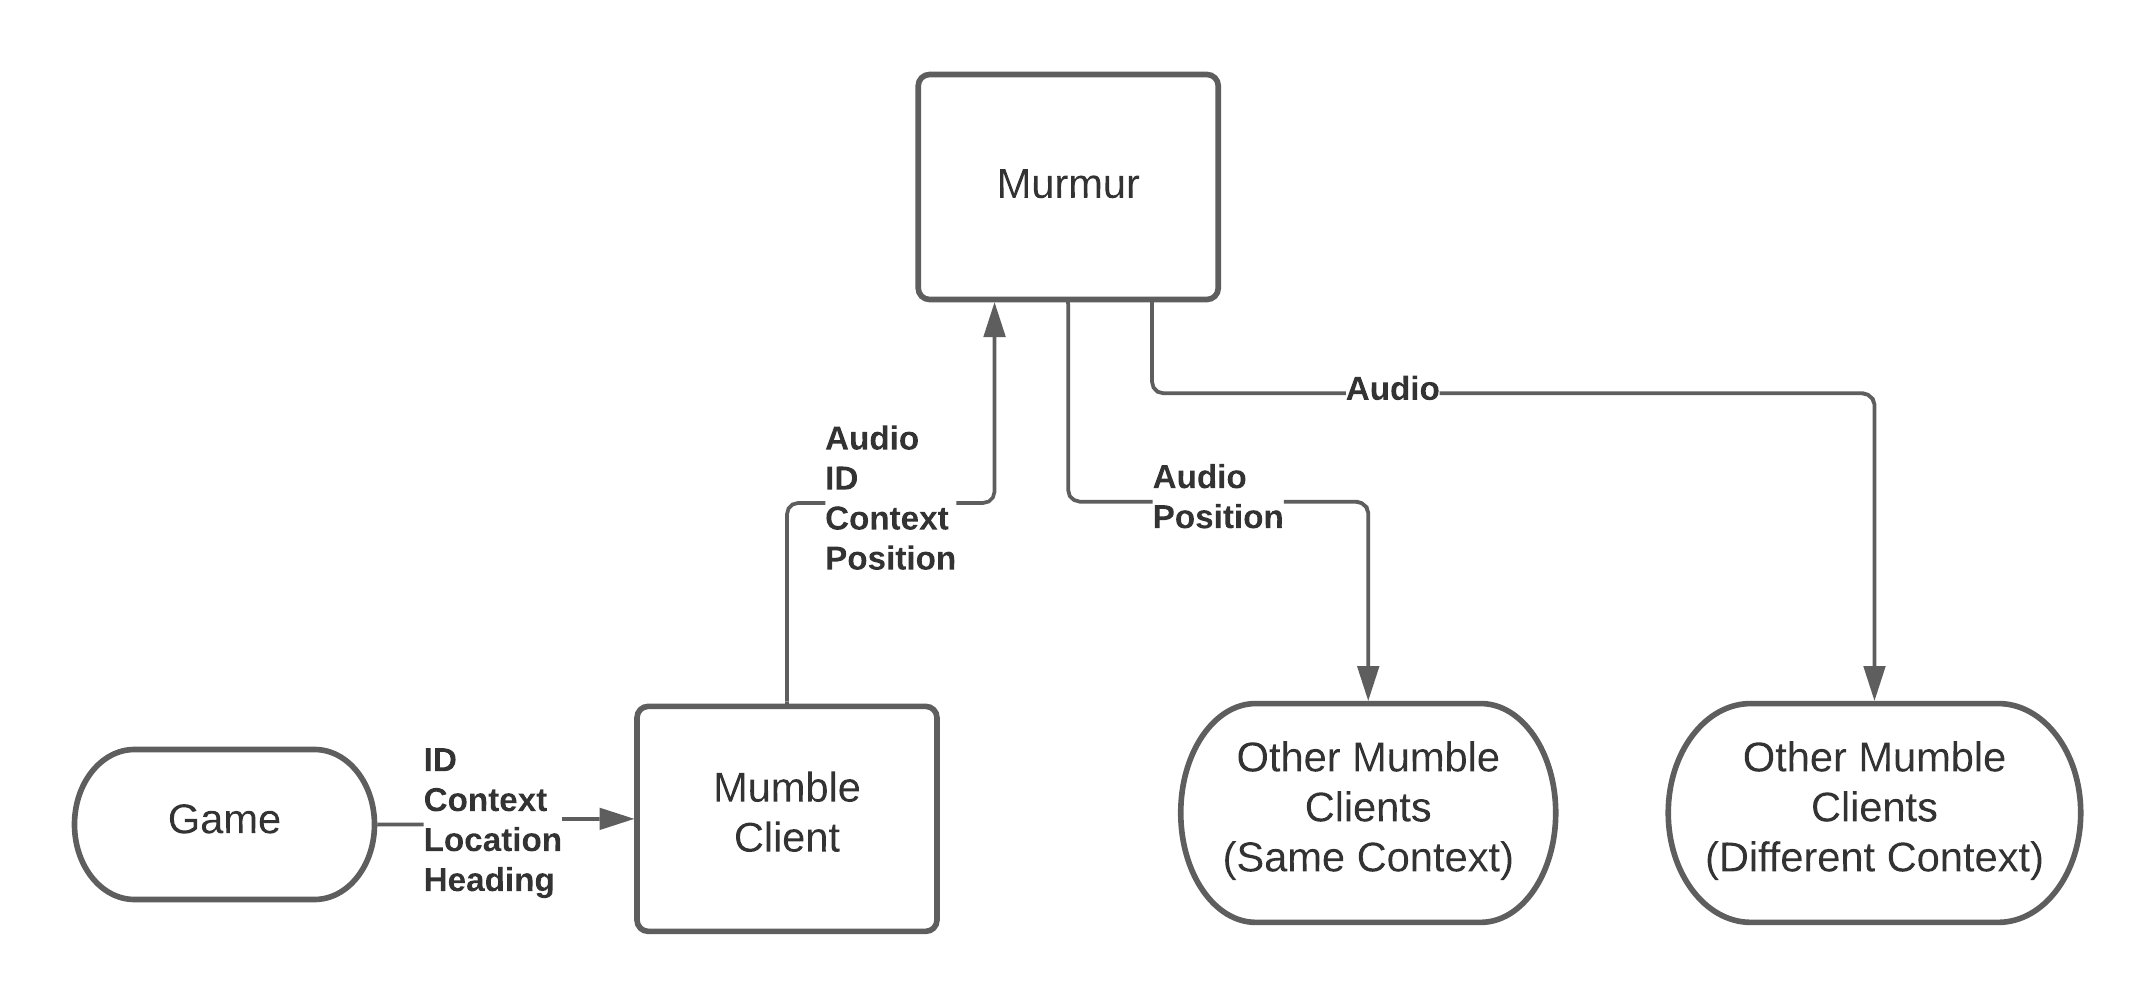 Murmur
Audio
Audio
ID
Context
Position
Audio
Position
Game
ID
Context
Location
Heading
Mumble
Client
Other Mumble
Clients
(Same Context)
Other Mumble
Clients
(Different Context)